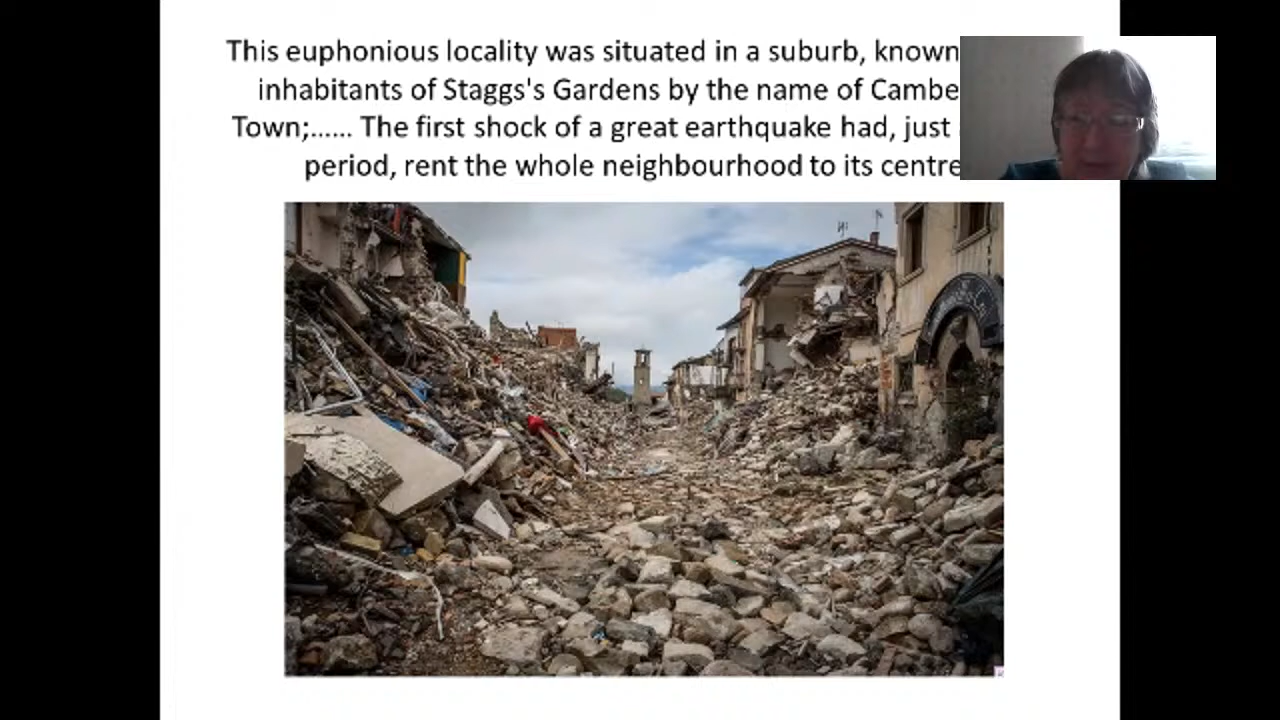 This euphonious locality was situated in a suburb, known
inhabitants of Staggs's Gardens by the name of Cambe
Town;...... The first shock of a great earthquake had, just
period, rent the whole neighbourhood to its centre